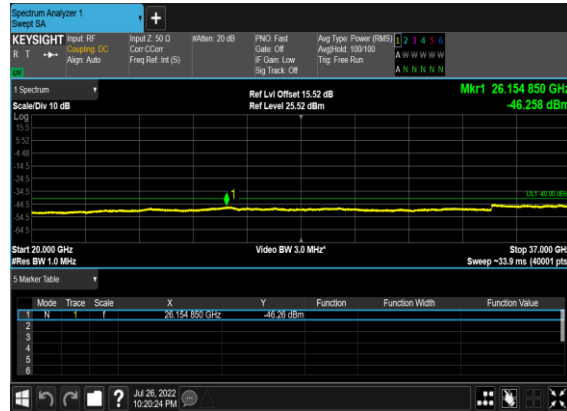 Spectrum Analyzer 1
Swept SA
+
KEYSIGHT Input: RF Input Z: 50 Ω #Atten: 20 dB PNO: Fast Avg Type: Power (RMS) 1 2 3 4 5 6
R T Coupling: DC Corr CCorr Gate: Off Avg|Hold: 100/100 A W W W W W
Align: Auto Freq Ref: Int (S) IF Gain: Low Trig: Free Run
LW Sig Track: Off A N N N N N
1 Spectrum Ref Lvl Offset 15.52 dB Mkr1 26.154 850 GHz
Scale/Div 10 dB Ref Level 25.52 dBm -46.258 dBm
Log
15.5
5.52
-4.48
-14.5
-24.5
-34.5 1 DL1 -40.00 dBm
-44.5
-54.5
-64.5
Start 20.000 GHz Video BW 3.0 MHz* Stop 37.000 GHz
#Res BW 1.0 MHz Sweep ~33.9 ms (40001 pts)
5 Marker Table
Mode Trace Scale X Y Function Function Width Function Value
1 N 1 f 26.154 850 GHz -46.26 dBm
2
3
4
5
6
? Jul 26, 2022
10:20:24 PM